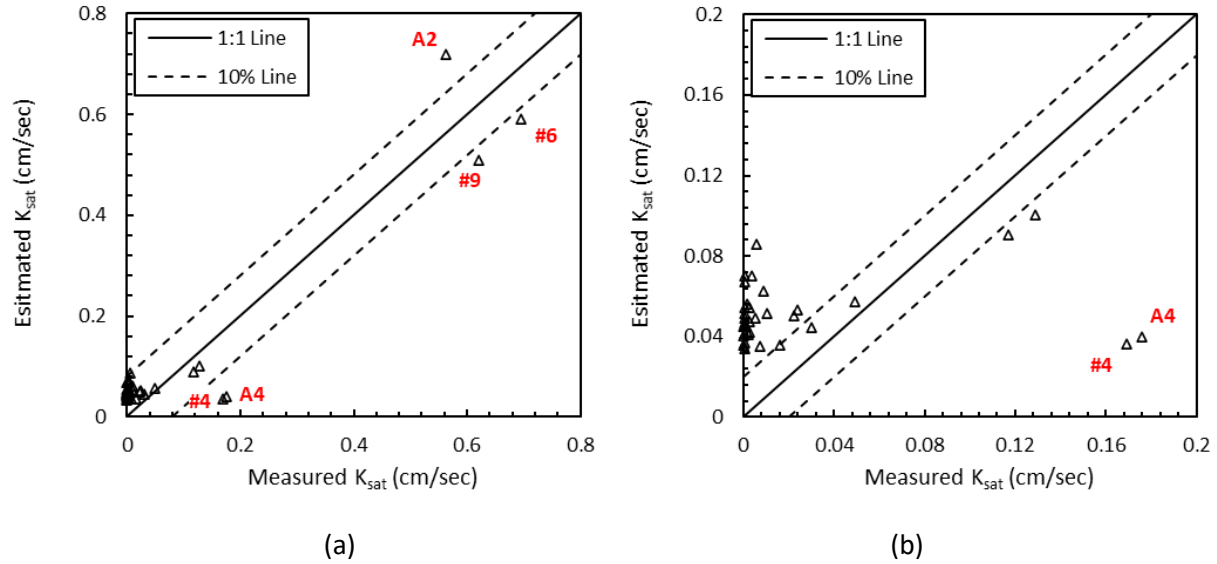 0.8
0.6
0.4
0.2
0
Esitmated Ksat (cm/sec)
1:1 Line
10% Line
A2
#6
#9
#4
A4
0
0.2
0.4
0.6
0.8
Measured Ksat (cm/sec)
(a)
0.2
0.16
0.12
0.08
0.04
0
Esitmated Ksat (cm/sec)
1:1 Line
10% Line
A4
#4
0
0.04
0.08
0.12
0.16
0.2
Measured Ksat (cm/sec)
(b)